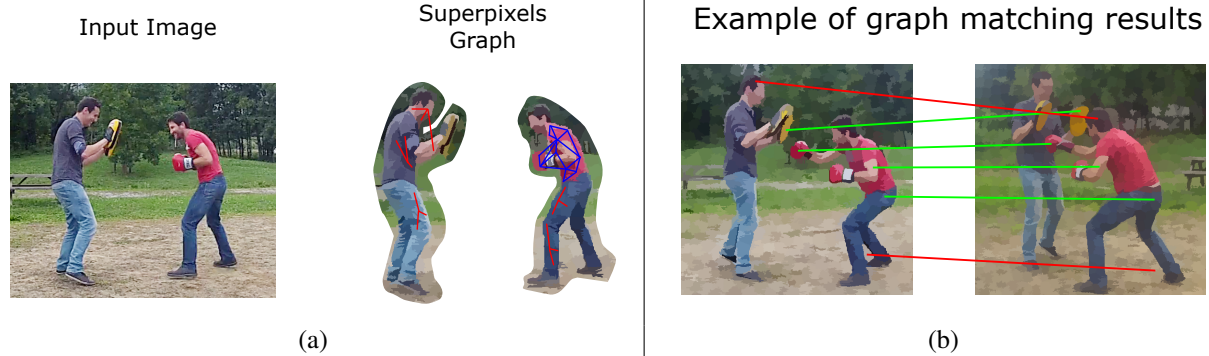 Input Image
Superpixels
Graph
(a)
Example of graph matching results
(b)